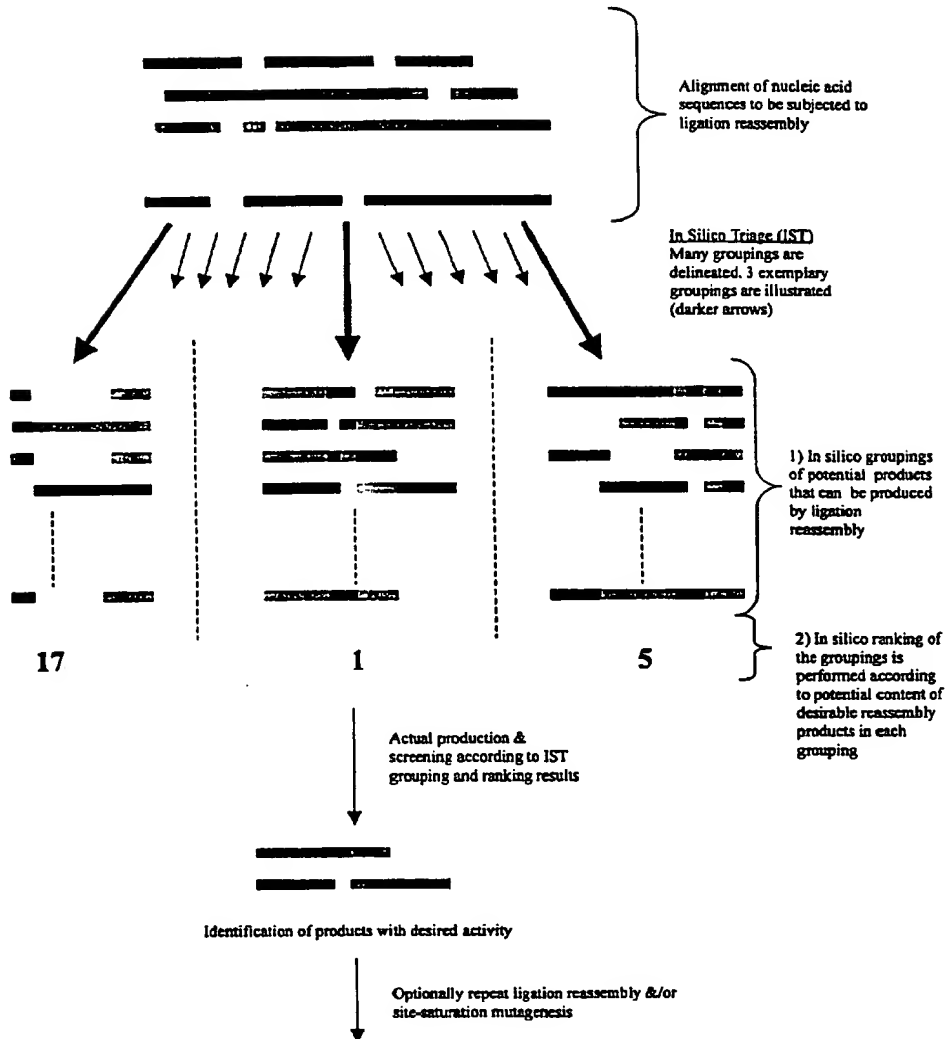 Alignment of nucleic acid
sequences to be subjected to
ligation reassembly
In Silico Triage (IST)
Many groupings are
delineated. 3 exemplary
groupings are illustrated
(darker arrows)
1) In silico groupings
of potential products
that can be produced
by ligation
reassembly
17
1
5
2) In silico ranking of
the groupings is
performed according
to potential content of
desirable reassembly
products in each
grouping
Actual production &
screening according to IST
grouping and ranking results
Identification of products with desired activity
Optionally repeat ligation reassembly &/or
site-saturation mutagenesis